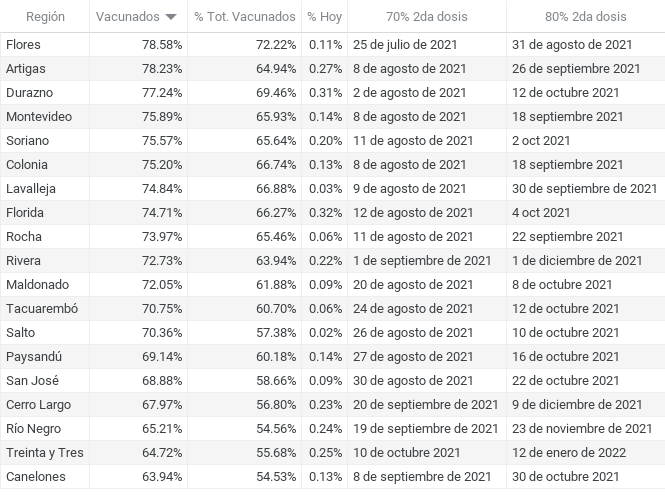 Región Vacunados % Tot. Vacunados % Hoy 70% 2da dosis 80% 2da dosis
Flores 78.58% 72.22% 0.11% 25 de julio de 2021 31 de agosto de 2021
Artigas 78.23% 64.94% 0.27% 8 de agosto de 2021 26 de septiembre de 2021
Durazno 77.24% 69.46% 0.31% 2 de agosto de 2021 12 de octubre de 2021
Montevideo 75.89% 65.93% 0.14% 8 de agosto de 2021 18 septiembre 2021
Soriano 75.57% 65.64% 0.20% 11 de agosto de 2021 2 oct 2021
Colonia 75.20% 66.74% 0.13% 8 de agosto de 2021 18 septiembre 2021
Lavalleja 74.84% 66.88% 0.03% 9 de agosto de 2021 30 de septiembre de 2021
Florida 74.71% 66.27% 0.32% 12 de agosto de 2021 4 oct 2021
Rocha 73.97% 65.46% 0.06% 11 de agosto de 2021 22 septiembre 2021
Rivera 72.73% 63.94% 0.22% 1 de septiembre de 2021 1 de diciembre de 2021
Maldonado 72.05% 61.88% 0.09% 20 de agosto de 2021 8 de octubre 2021
Tacuarembó 70.75% 60.70% 0.06% 24 de agosto de 2021 12 de octubre 2021
Salto 70.36% 57.38% 0.02% 26 de agosto de 2021 10 de octubre 2021
Paysandú 69.14% 60.18% 0.14% 27 de agosto de 2021 16 de octubre 2021
San José 68.88% 58.66% 0.09% 30 de agosto de 2021 22 de octubre 2021
Cerro Largo 67.97% 56.80% 0.23% 20 de septiembre de 2021 9 de diciembre de 2021
Río Negro 65.21% 54.56% 0.24% 19 de septiembre de 2021 23 de noviembre de 2021
Treinta y Tres 64.72% 55.68% 0.25% 10 de octubre 2021 12 de enero de 2022
Canelones 63.94% 54.53% 0.13% 8 de septiembre de 2021 30 de octubre 2021